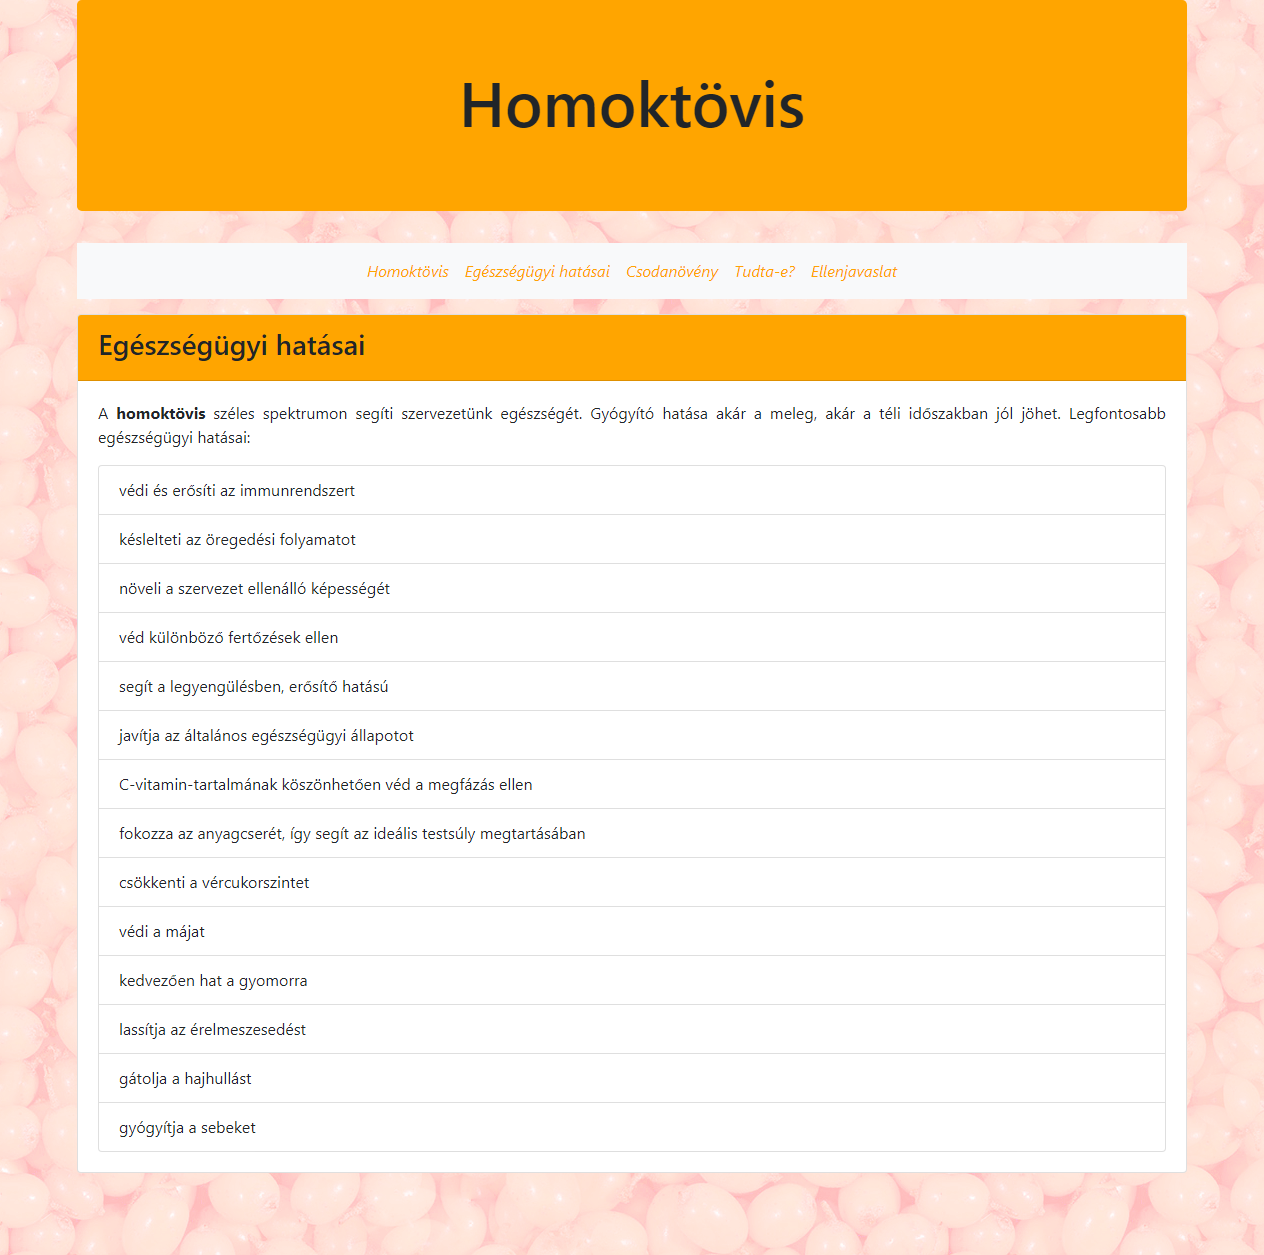 Homoktövis
Homoktövis Egészségügyi hatásai Csodanövény Tudta-e? Ellenjavaslat
Egészségügyi hatásai
A homoktövis széles spektrumon segíti szervezetünk egészségét. Gyógyító hatása akár a meleg, akár a téli időszakban jól jöhet. Legfontosabb
egészségügyi hatásai:
védi és erősíti az immunrendszert
késlelteti az öregedési folyamatot
növeli a szervezet ellenálló képességét
véd különböző fertőzések ellen
segít a legyengülésben, erősítő hatású
javítja az általános egészségügyi állapotot
C-vitamin-tartalmának köszönhetően véd a megfázás ellen
fokozza az anyagcserét, így segít az ideális testsúly megtartásában
csökkenti a vércukorszintet
védi a májat
kedvezően hat a gyomorra
lassítja az érelmeszesedést
gátolja a hajhullást
gyógyítja a sebeket